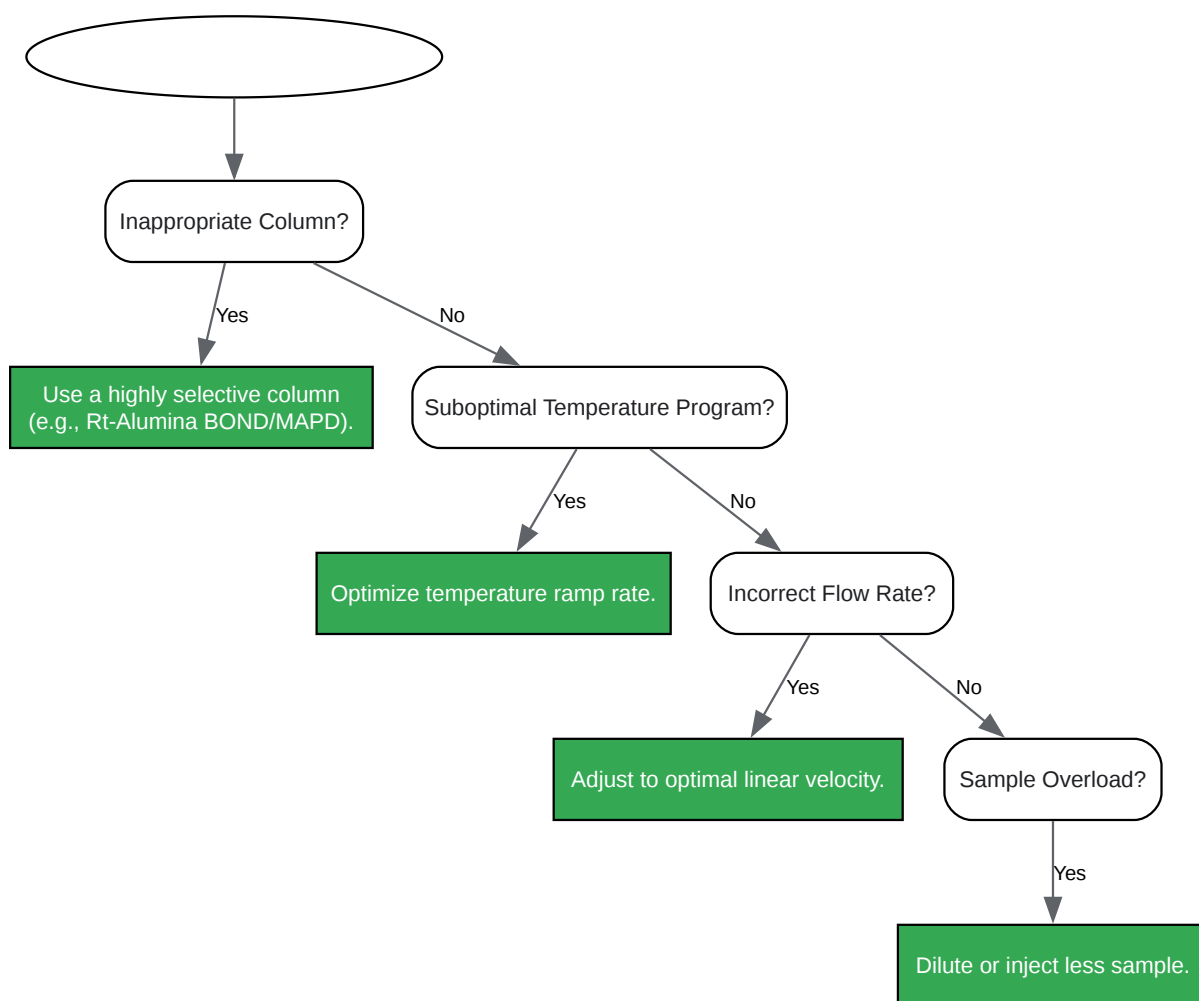 Inappropriate Column?
Yes
No
Use a highly selective column
(e.g., Rt-Alumina BOND/MAPD).
Suboptimal Temperature Program?
Yes
No
Optimize temperature ramp rate.
Incorrect Flow Rate?
Yes
No
Adjust to optimal linear velocity.
Sample Overload?
Yes
Dilute or inject less sample.